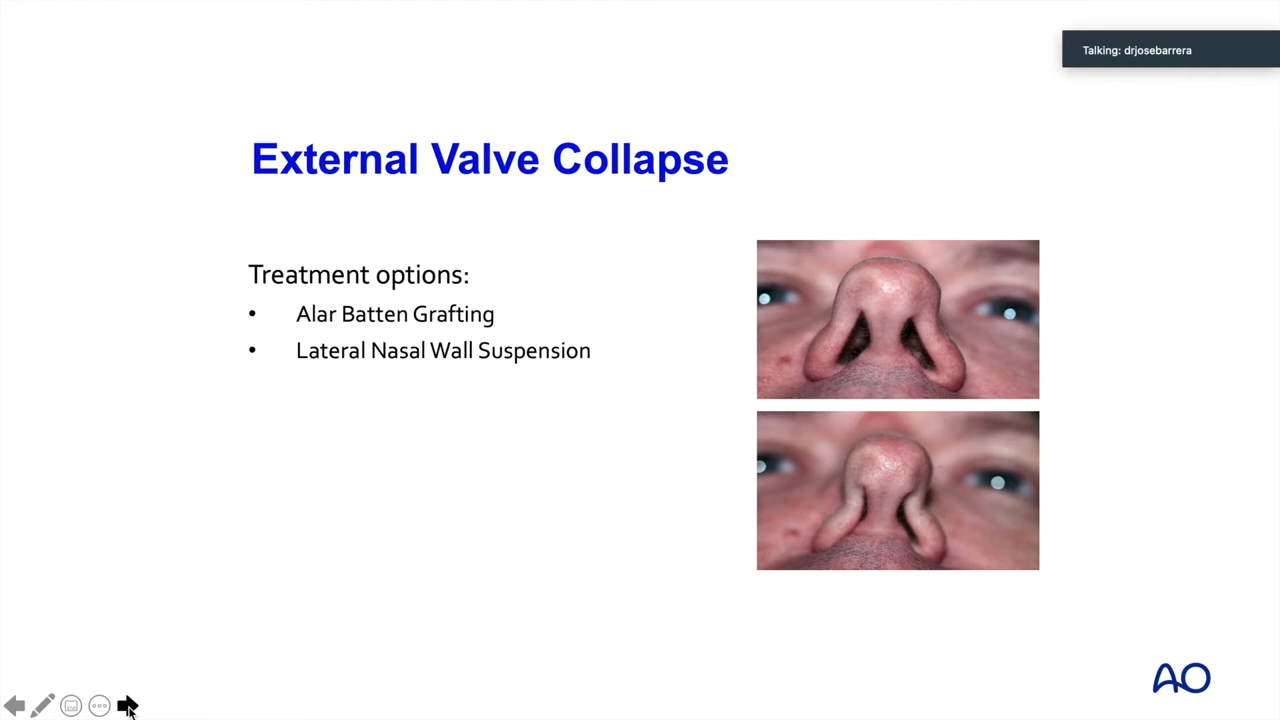 Talking: drjosebarrera
External Valve Collapse
Treatment options:
• Alar Batten Grafting
• Lateral Nasal Wall Suspension
AO